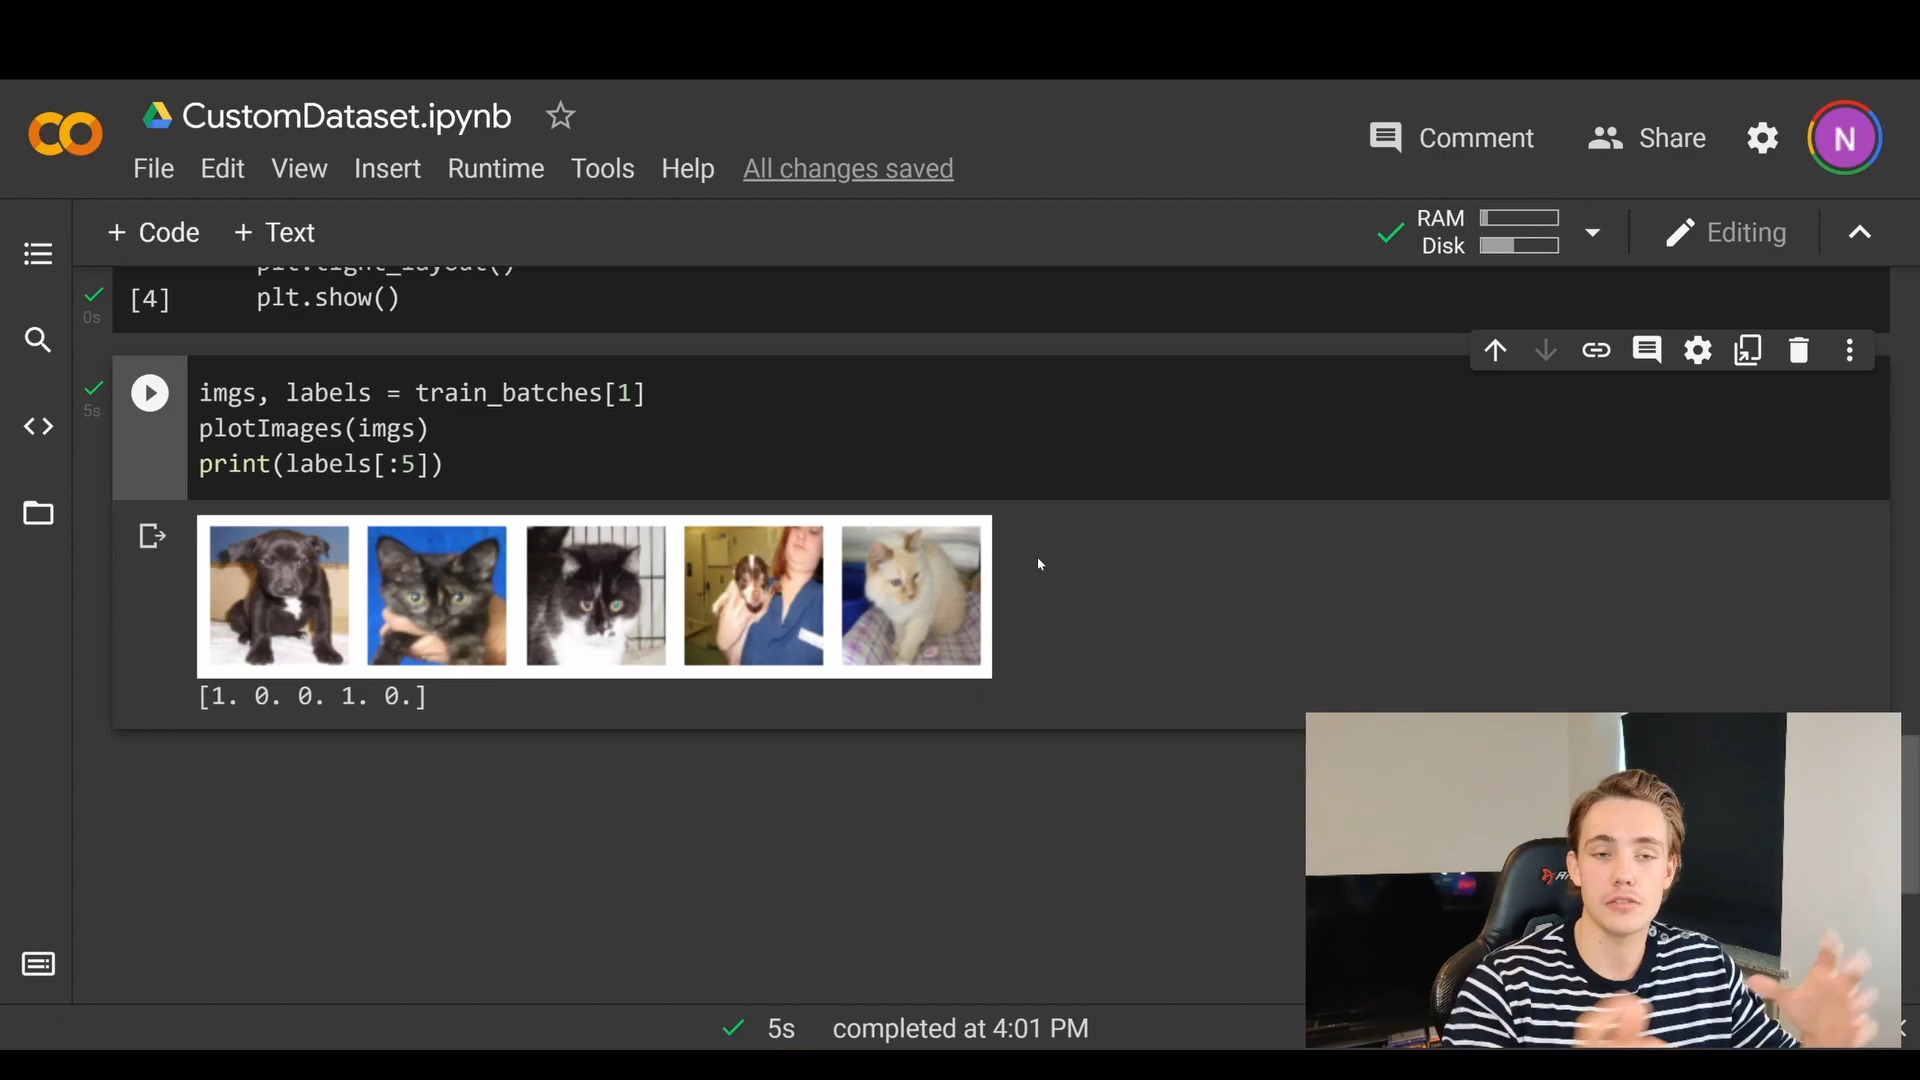 CustomDataset.ipynb
File Edit View Insert Runtime Tools Help All changes saved
Comment Share N
+ Code + Text
RAM
Disk
Editing
plt.tight_layout()
[4] plt.show()
0s
5s
imgs, labels = train_batches[1]
plotImages(imgs)
print(labels[:5])
[1. 0. 0. 1. 0.]
5s completed at 4:01 PM